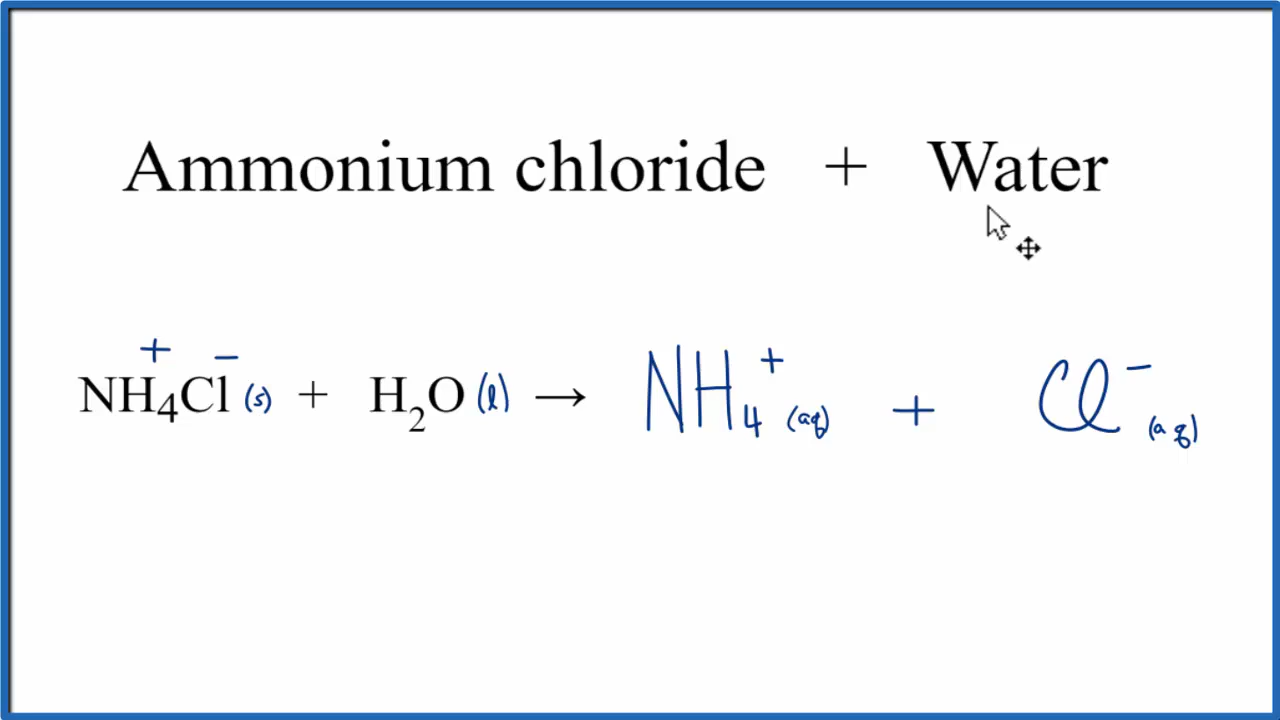 Ammonium chloride + Water
+ −
NH₄Cl (s) + H₂O (l) → NH₄⁺ (aq) + Cl⁻ (aq)